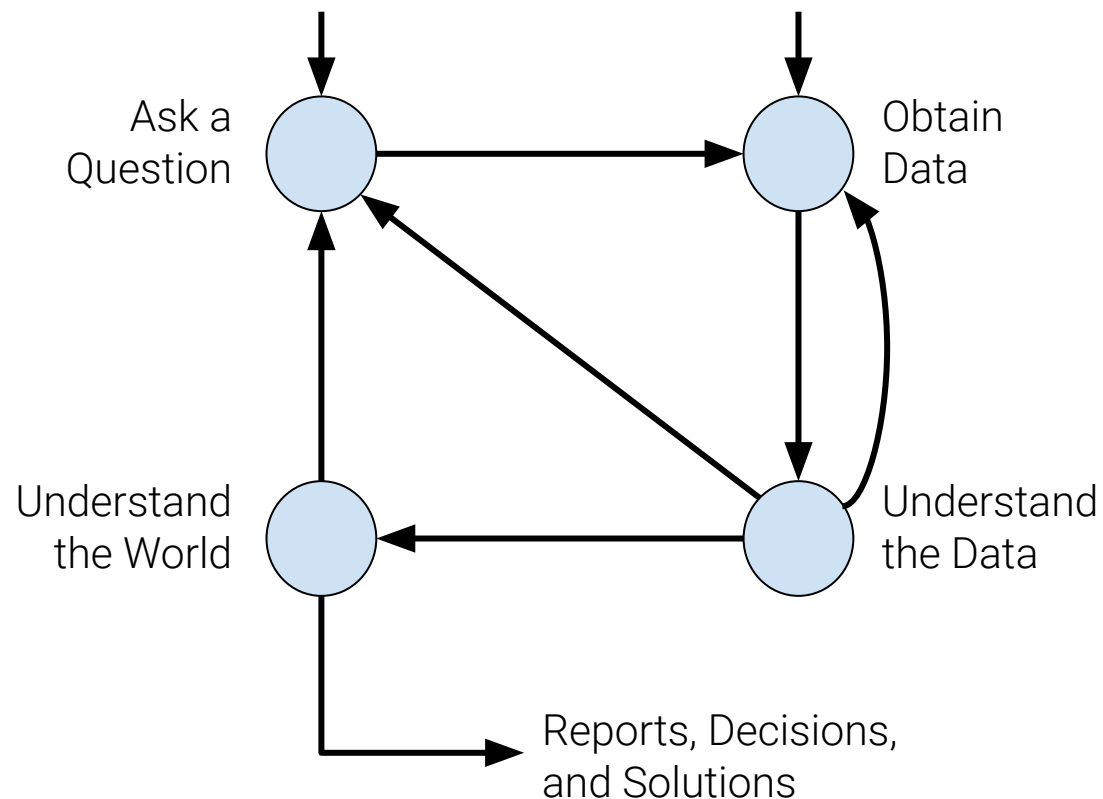 Ask a
Question
Obtain
Data
Understand
the World
Understand
the Data
Reports, Decisions,
and Solutions